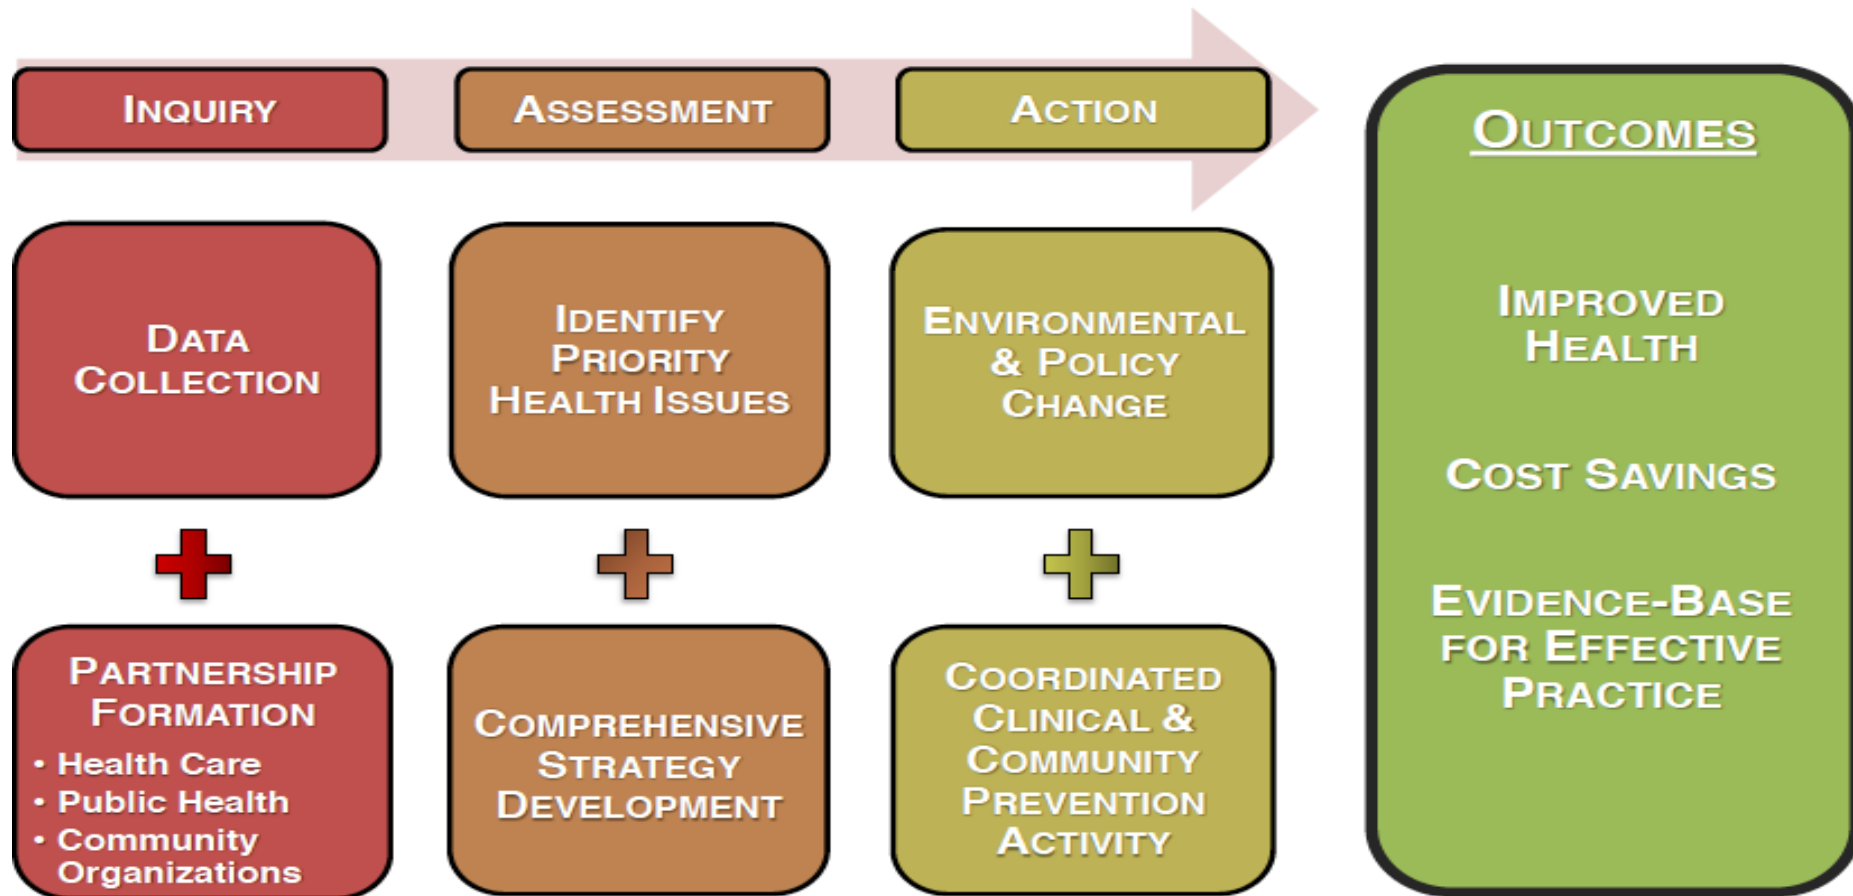 INQUIRY
ASSESSMENT
ACTION
OUTCOMES
DATA
COLLECTION
IDENTIFY
PRIORITY
HEALTH ISSUES
ENVIRONMENTAL
& POLICY
CHANGE
IMPROVED
HEALTH
COST SAVINGS
EVIDENCE-BASE
FOR EFFECTIVE
PRACTICE
PARTNERSHIP
FORMATION
• Health Care
• Public Health
• Community
Organizations
COMPREHENSIVE
STRATEGY
DEVELOPMENT
COORDINATED
CLINICAL &
COMMUNITY
PREVENTION
ACTIVITY